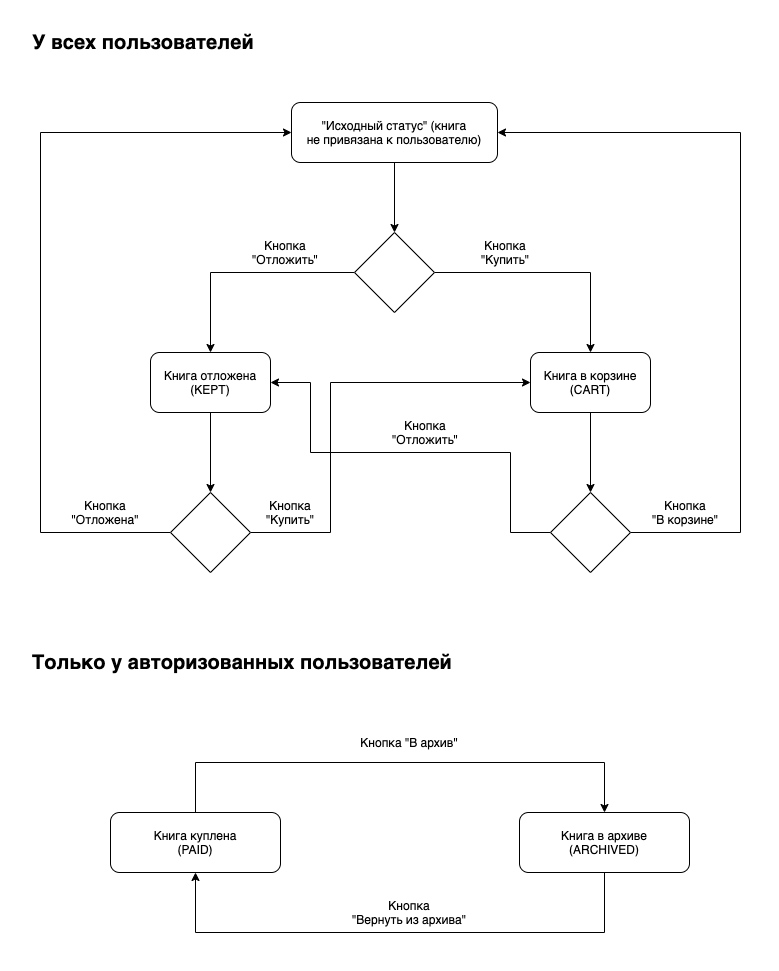 У всех пользователей
"Исходный статус" (книга
не привязана к пользователю)
Кнопка
"Отложить"
Кнопка
"Купить"
Книга отложена
(KEPT)
Книга в корзине
(CART)
Кнопка
"Отложить"
Кнопка
"Отложена"
Кнопка
"Купить"
Кнопка
"В корзине"
Только у авторизованных пользователей
Кнопка "В архив"
Книга куплена
(PAID)
Книга в архиве
(ARCHIVED)
Кнопка
"Вернуть из архива"